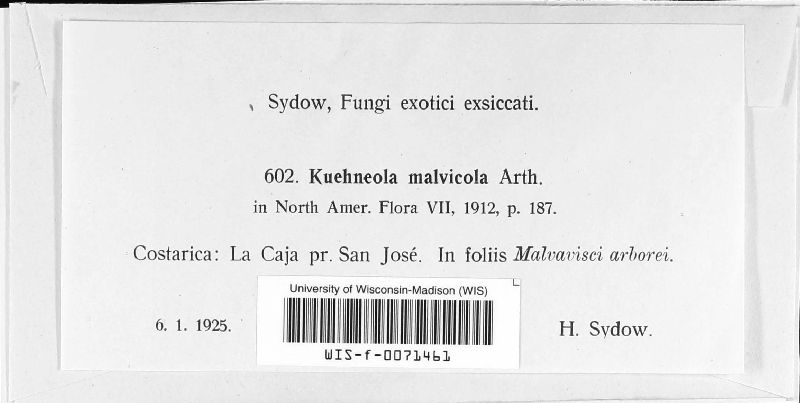 Sydow, Fungi exotici exsiccati.
602. Kuehneola malvicola Arth.
in North Amer. Flora VII, 1912, p. 187.
Costarica: La Caja pr. San José. In foliis Malvavisci arborei.
University of Wisconsin-Madison (WIS)
6. 1. 1925.
H. Sydow.
WIS-f-0071461